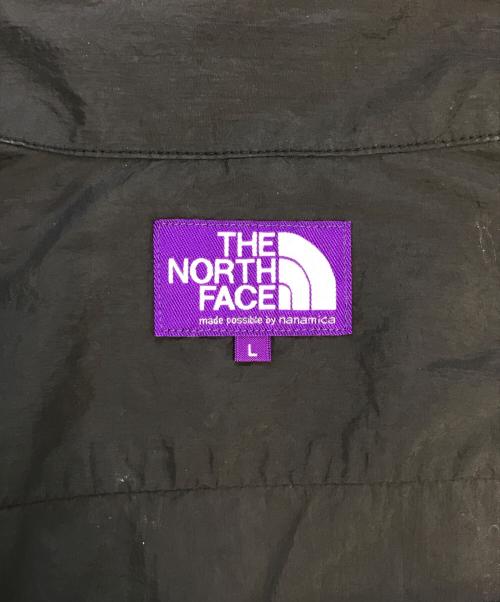 THE
NORTH
FACE
made possible by nanamica
L